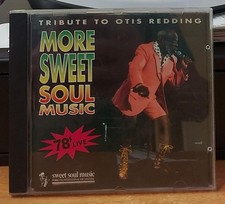 TRIBUTE TO OTIS REDDING
MORE
SWEET
SOUL
MUSIC
78' LIVE
sweet soul music